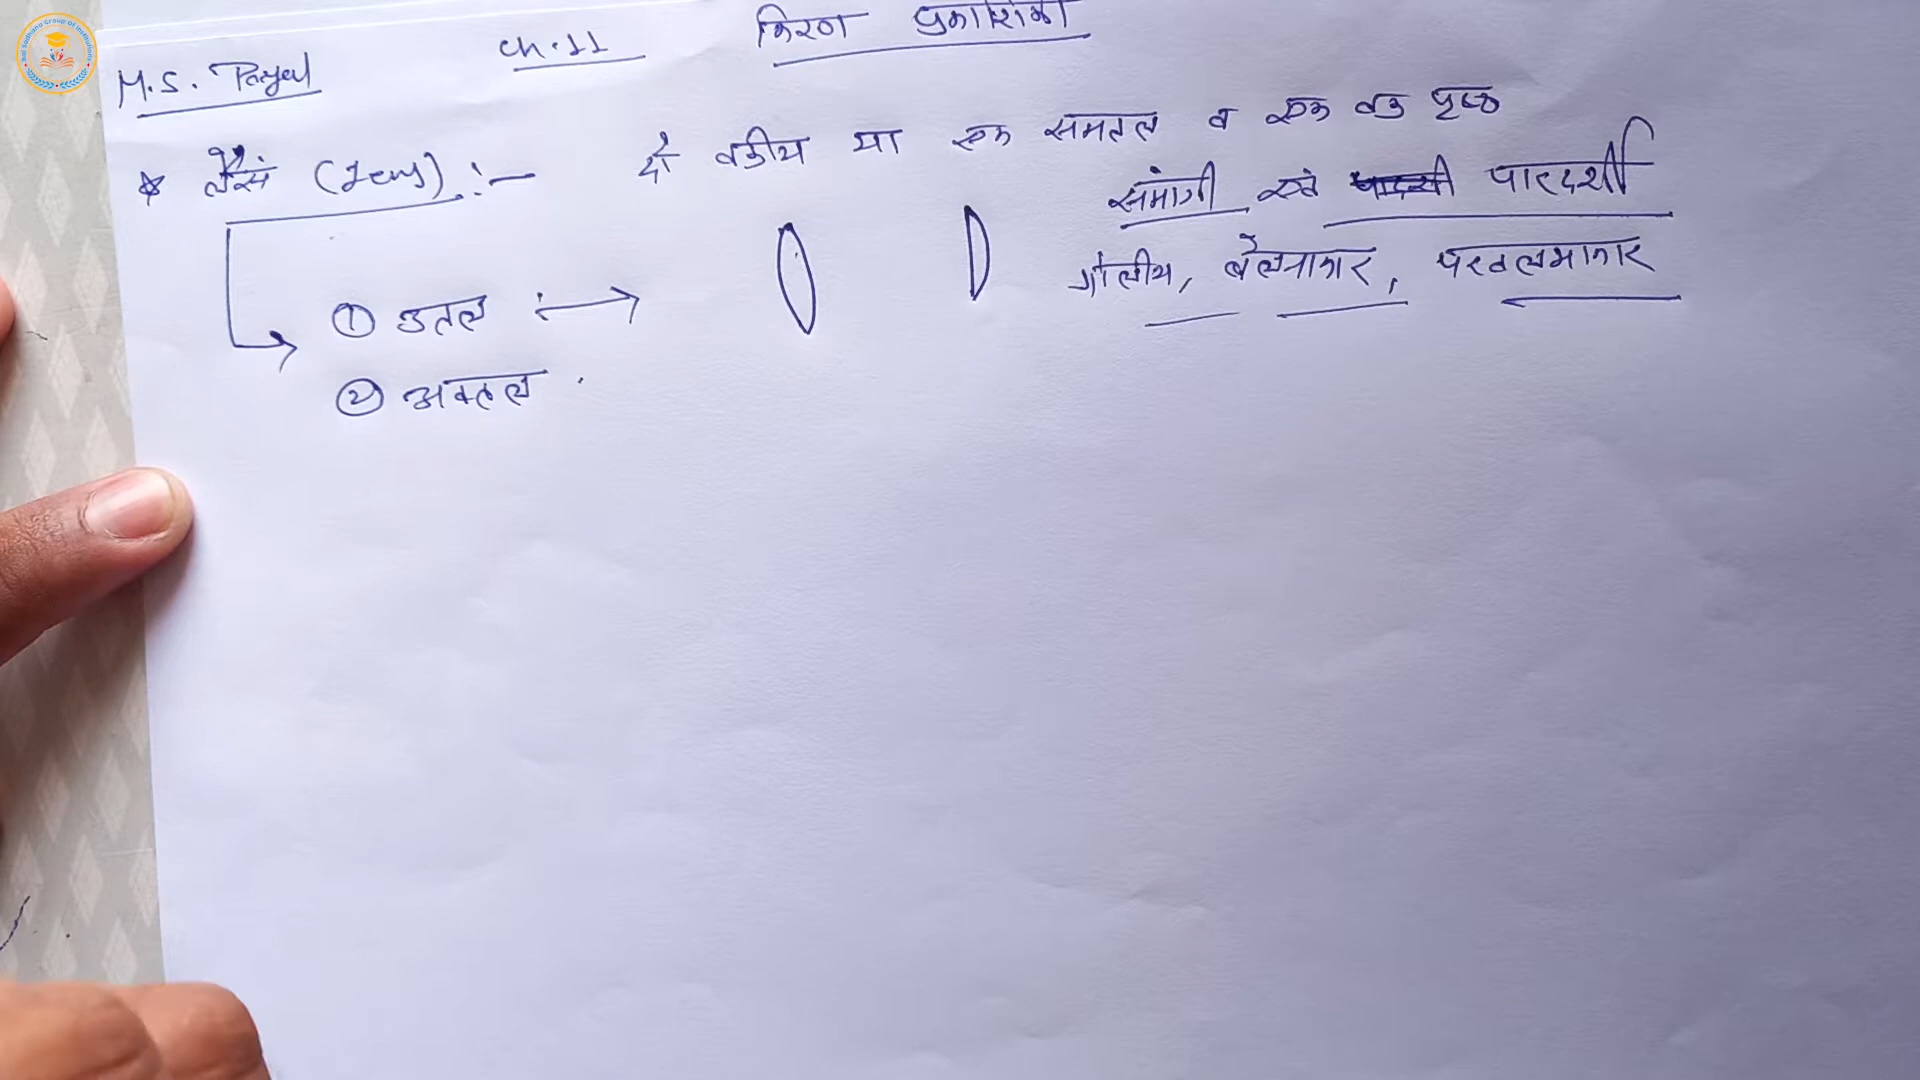 M.S. Payal
Ch.11
किरण प्रकाशिकी
* लेंस (Lens) :-
दो वक्रीय या एक समतल व एक वक्र पृष्ठ
समांगी एवं पारदर्शी
गोलीय, बेलनाकार, परवलयाकार
① उत्तल :→
② अवतल